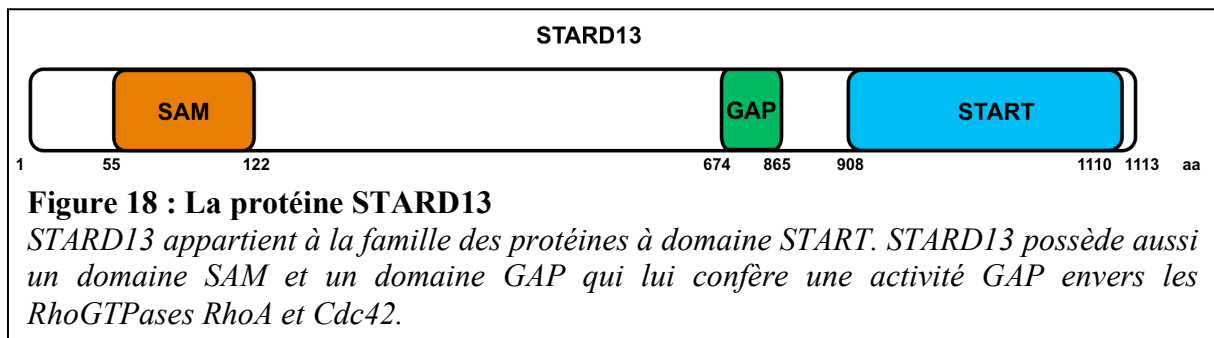 STARD13
SAM GAP START
1 55 122 674 865 908 1110 1113 aa
Figure 18 : La protéine STARD13
STARD13 appartient à la famille des protéines à domaine START. STARD13 possède aussi
un domaine SAM et un domaine GAP qui lui confère une activité GAP envers les
RhoGTPases RhoA et Cdc42.